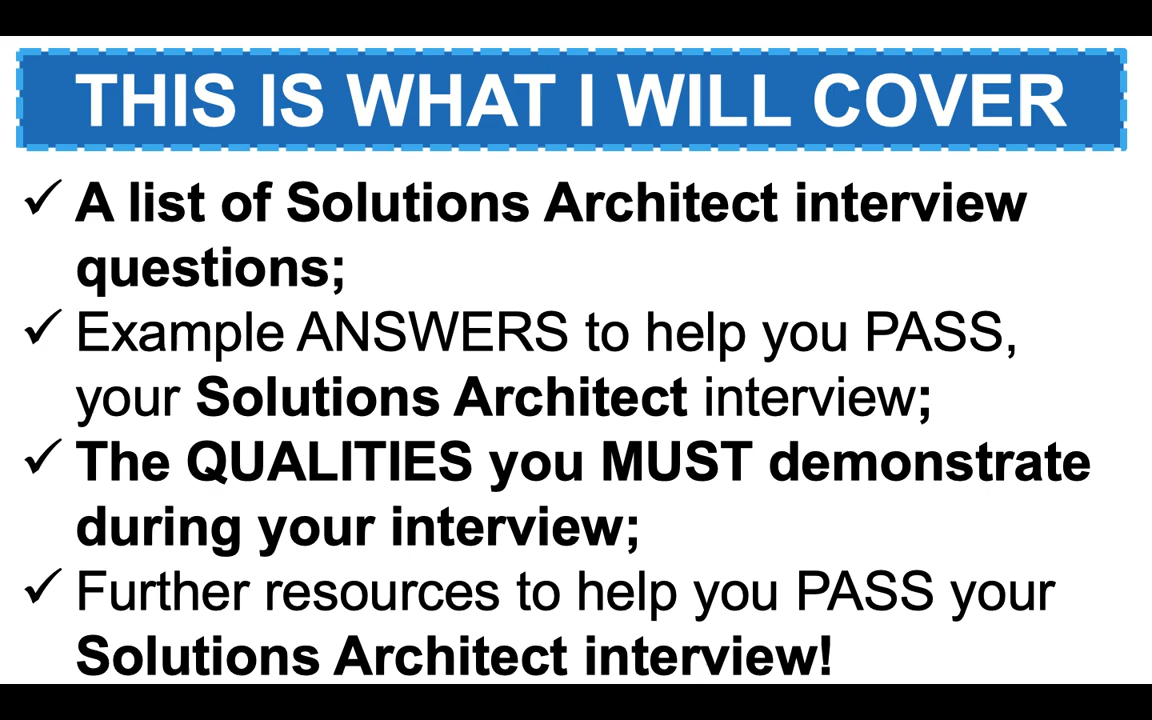 THIS IS WHAT I WILL COVER
✓ A list of Solutions Architect interview
questions;
✓ Example ANSWERS to help you PASS,
your Solutions Architect interview;
✓ The QUALITIES you MUST demonstrate
during your interview;
✓ Further resources to help you PASS your
Solutions Architect interview!